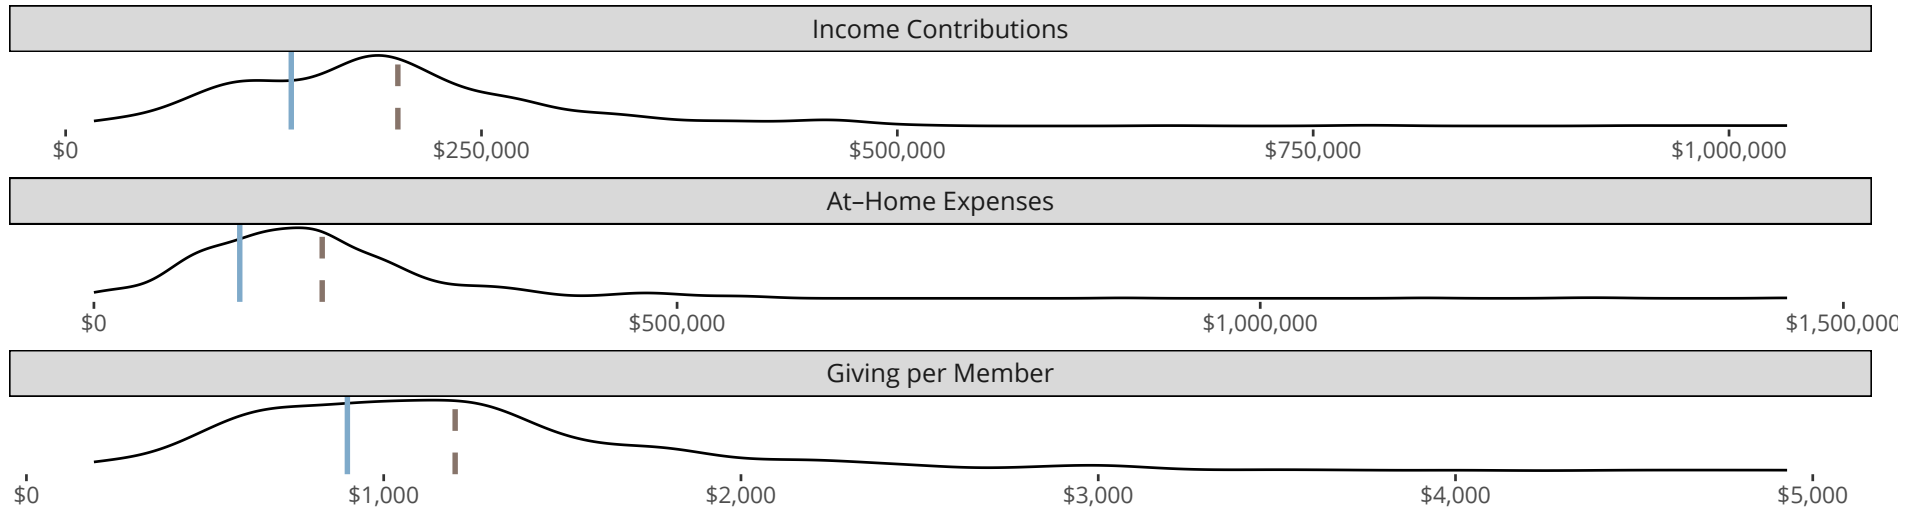 Income Contributions
$0 $250,000 $500,000 $750,000 $1,000,000
At–Home Expenses
$0 $500,000 $1,000,000 $1,500,000
Giving per Member
$0 $1,000 $2,000 $3,000 $4,000 $5,000